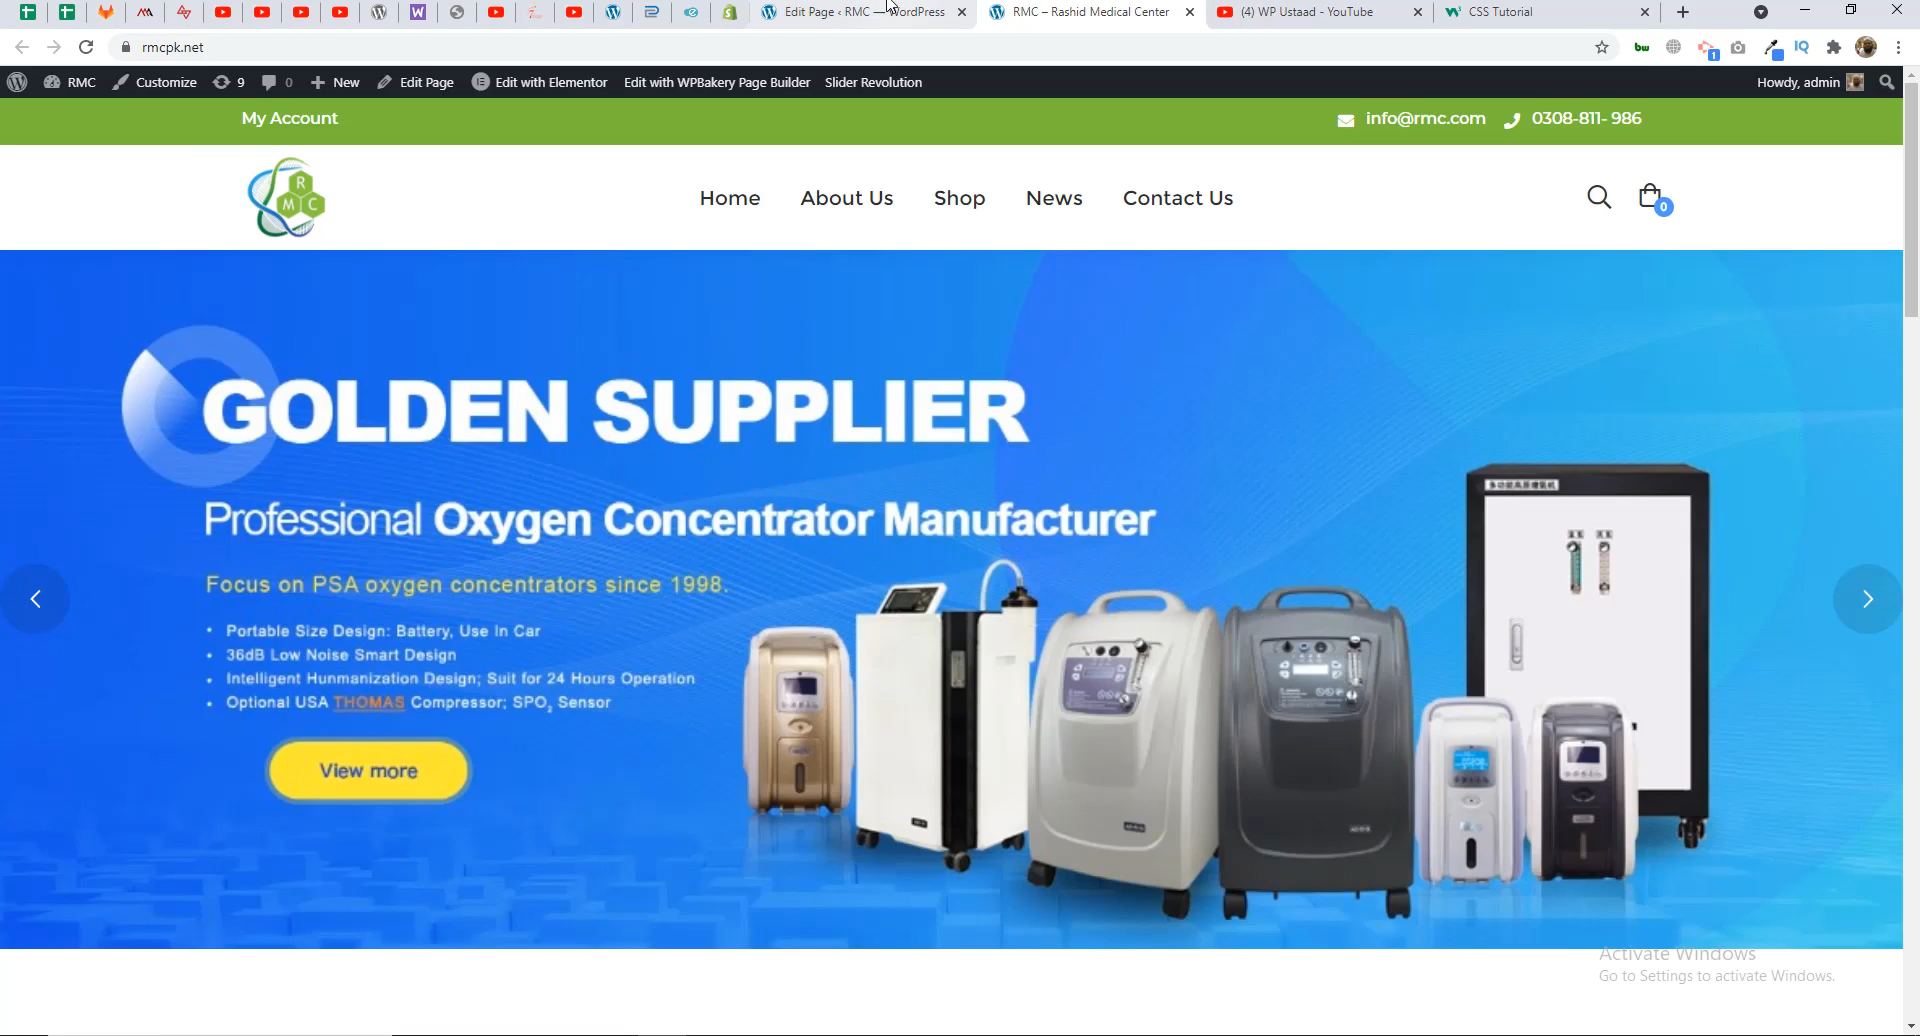 Edit Page ‹ RMC — WordPress
RMC – Rashid Medical Center
(4) WP Ustaad - YouTube
CSS Tutorial
rmcpk.net
bw
1
IQ
RMC
Customize
9
0
New
Edit Page
Edit with Elementor
Edit with WPBakery Page Builder
Slider Revolution
Howdy, admin
My Account
info@rmc.com
0308-811- 986
R
M C
Home
About Us
Shop
News
Contact Us
0
GOLDEN SUPPLIER
Professional Oxygen Concentrator Manufacturer
Focus on PSA oxygen concentrators since 1998.
• Portable Size Design: Battery, Use In Car
• 36dB Low Noise Smart Design
• Intelligent Hunmanization Design; Suit for 24 Hours Operation
• Optional USA THOMAS Compressor; SPO₂ Sensor
View more
Activate Windows
Go to Settings to activate Windows.